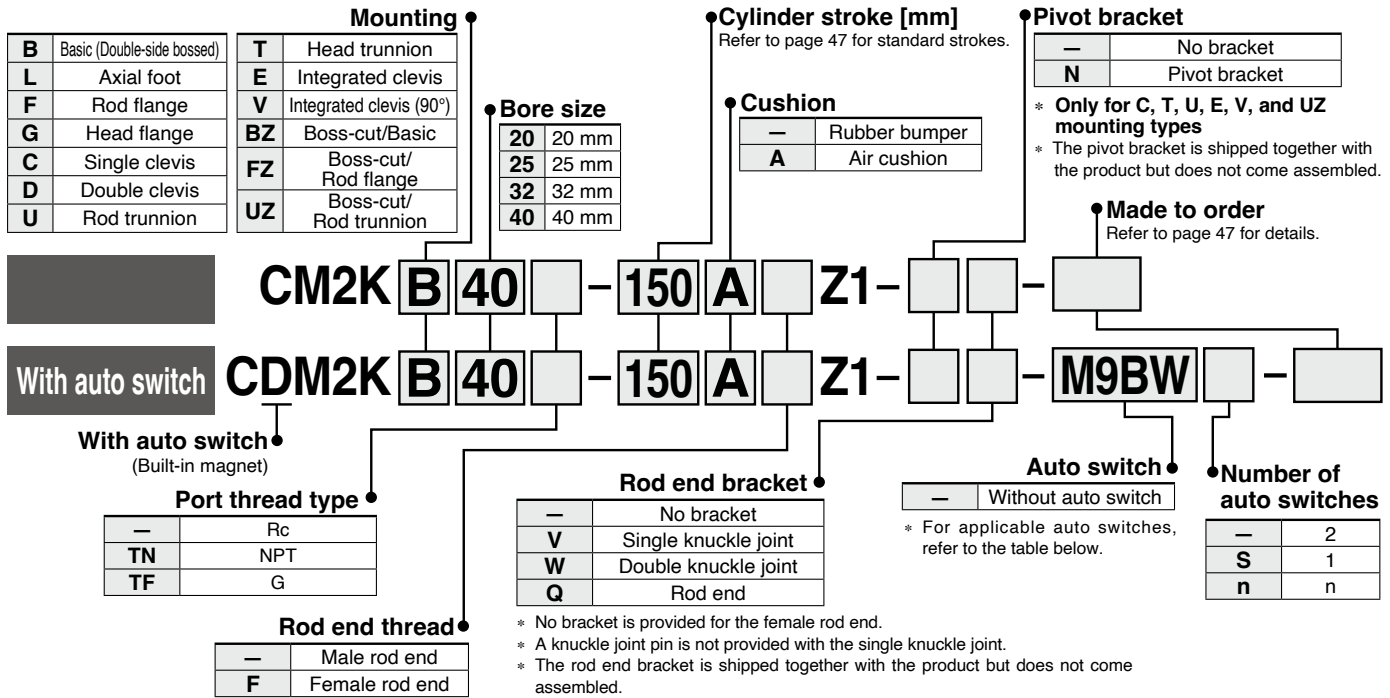 Mounting
B Basic (Double-side bossed)
L Axial foot
F Rod flange
G Head flange
C Single clevis
D Double clevis
U Rod trunnion
T Head trunnion
E Integrated clevis
V Integrated clevis (90°)
BZ Boss-cut/Basic
FZ Boss-cut/
Rod flange
UZ Boss-cut/
Rod trunnion
Bore size
20 20 mm
25 25 mm
32 32 mm
40 40 mm
Cylinder stroke [mm]
Refer to page 47 for standard strokes.
Cushion
— Rubber bumper
A Air cushion
Pivot bracket
— No bracket
N Pivot bracket
* Only for C, T, U, E, V, and UZ
mounting types
* The pivot bracket is shipped together with
the product but does not come assembled.
Made to order
Refer to page 47 for details.
CM2K B 40 – 150 A Z1– –
With auto switch CDM2K B 40 – 150 A Z1– – M9BW –
With auto switch
(Built-in magnet)
Port thread type
— Rc
TN NPT
TF G
Rod end thread
— Male rod end
F Female rod end
Rod end bracket
— No bracket
V Single knuckle joint
W Double knuckle joint
Q Rod end
* No bracket is provided for the female rod end.
* A knuckle joint pin is not provided with the single knuckle joint.
* The rod end bracket is shipped together with the product but does not come
assembled.
Auto switch
— Without auto switch
* For applicable auto switches,
refer to the table below.
Number of
auto switches
— 2
S 1
n n